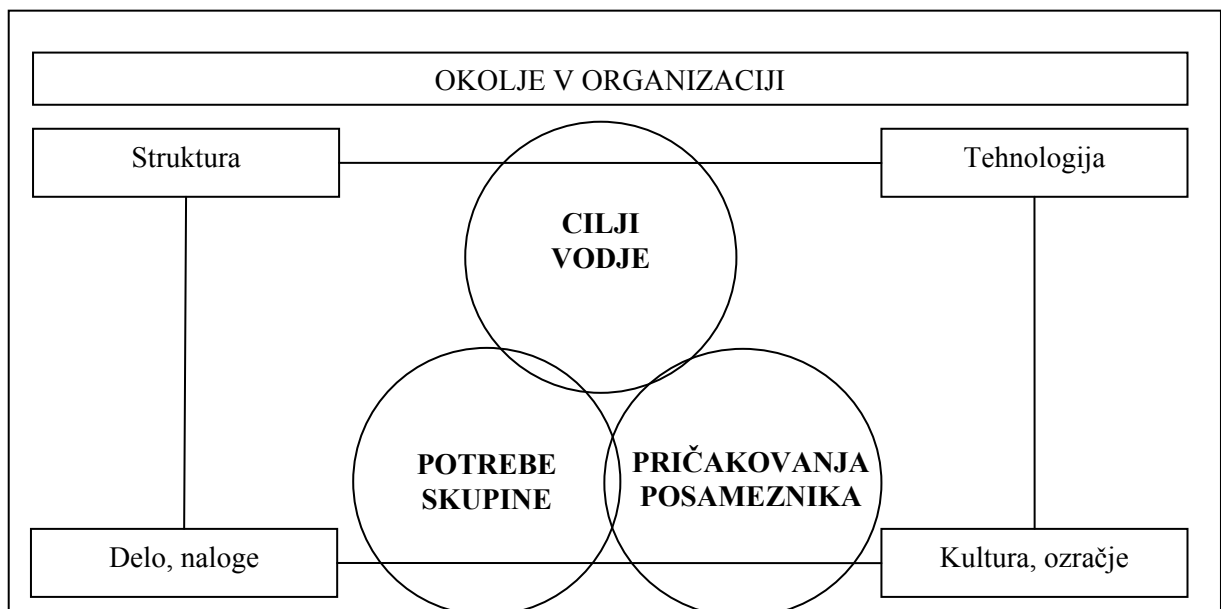 OKOLJE V ORGANIZACIJI
Struktura
Tehnologija
CILJI
VODJE
POTREBE
SKUPINE
PRIČAKOVANJA
POSAMEZNIKA
Delo, naloge
Kultura, ozračje